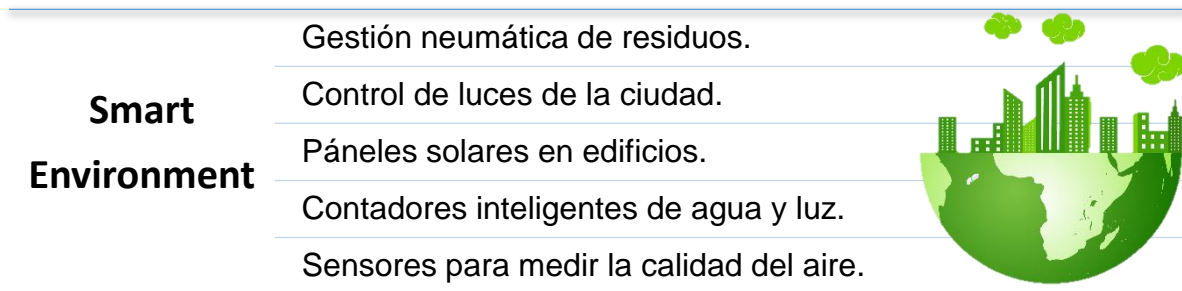 Smart
Environment
Gestión neumática de residuos.
Control de luces de la ciudad.
Páneles solares en edificios.
Contadores inteligentes de agua y luz.
Sensores para medir la calidad del aire.